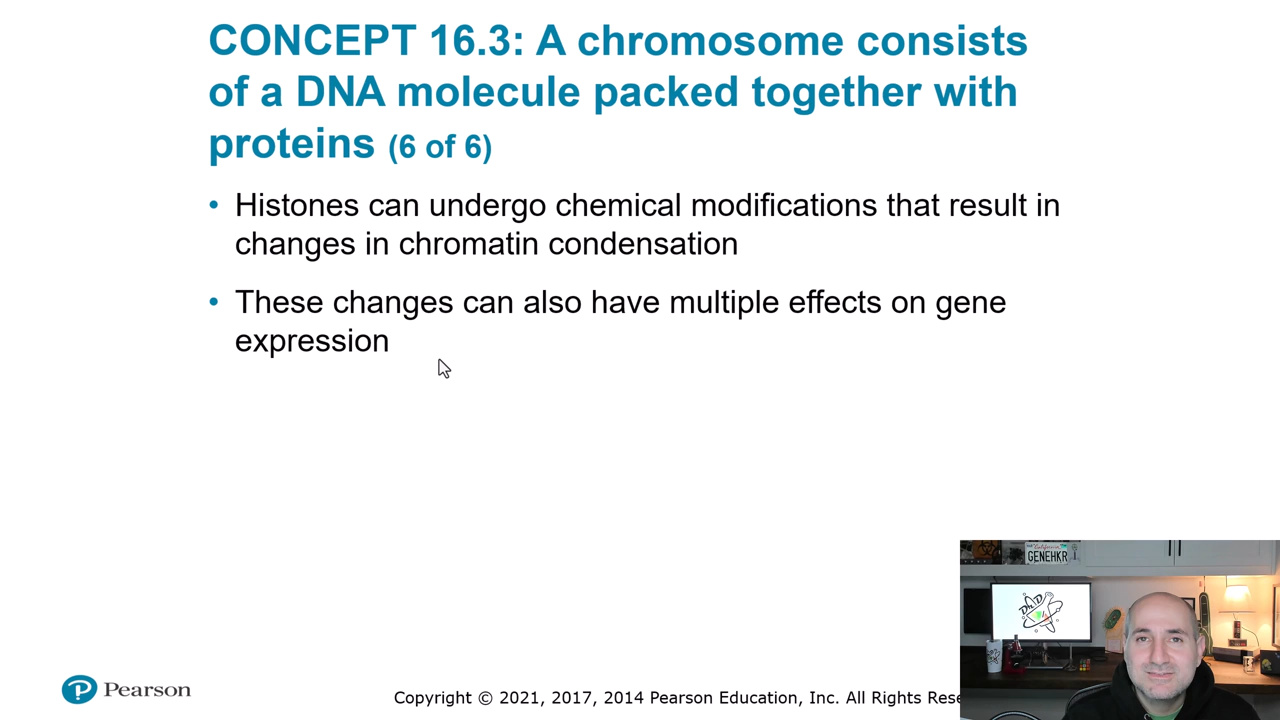 CONCEPT 16.3: A chromosome consists
of a DNA molecule packed together with
proteins (6 of 6)
• Histones can undergo chemical modifications that result in
changes in chromatin condensation
• These changes can also have multiple effects on gene
expression
GENEHKR
Pearson
Copyright © 2021, 2017, 2014 Pearson Education, Inc. All Rights Rese